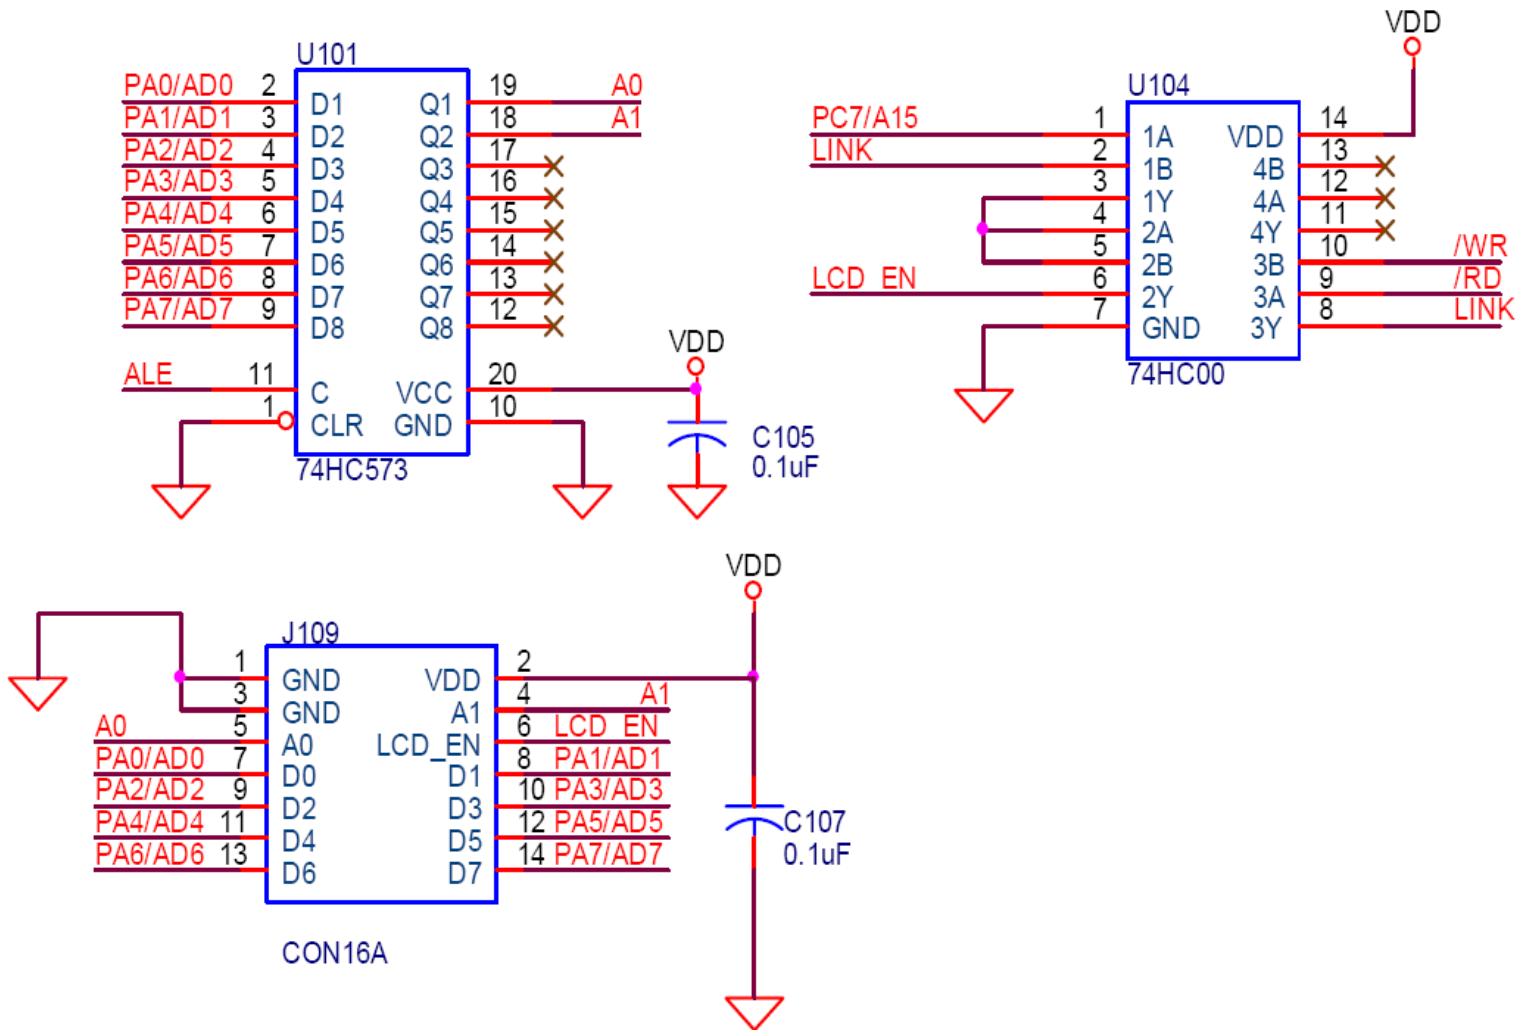 VDD
U101
U104
PA0/AD0 2 D1 Q1 19 A0
PA1/AD1 3 D2 Q2 18 A1
PA2/AD2 4 D3 Q3 17
PA3/AD3 5 D4 Q4 16
PA4/AD4 6 D5 Q5 15
PA5/AD5 7 D6 Q6 14
PA6/AD6 8 D7 Q7 13
PA7/AD7 9 D8 Q8 12
ALE 11 C VCC 20
1 CLR GND 10
74HC573
VDD
C105
0.1uF
PC7/A15 1 1A VDD 14
LINK 2 1B 4B 13
3 1Y 4A 12
4 2A 4Y 11
5 2B 3B 10 /WR
LCD_EN 6 2Y 3A 9 /RD
7 GND 3Y 8 LINK
74HC00
VDD
J109
1 GND VDD 2
3 GND A1 4 A1
A0 5 A0 LCD_EN 6 LCD_EN
PA0/AD0 7 D0 D1 8 PA1/AD1
PA2/AD2 9 D2 D3 10 PA3/AD3
PA4/AD4 11 D4 D5 12 PA5/AD5
PA6/AD6 13 D6 D7 14 PA7/AD7
C107
0.1uF
CON16A